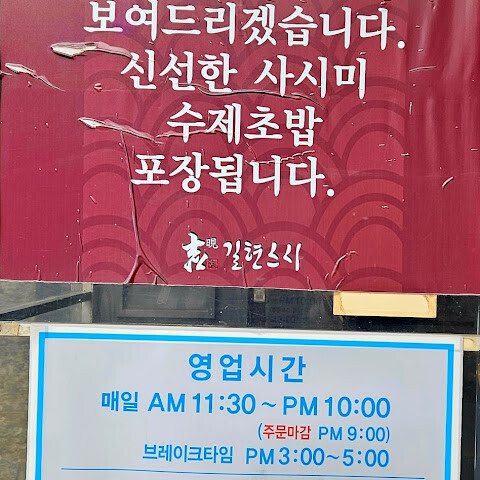 보여드리겠습니다.
신선한 사시미
수제초밥
포장됩니다.
길현스시
영업시간
매일 AM 11:30 ~ PM 10:00
(주문마감 PM 9:00)
브레이크타임 PM 3:00~5:00